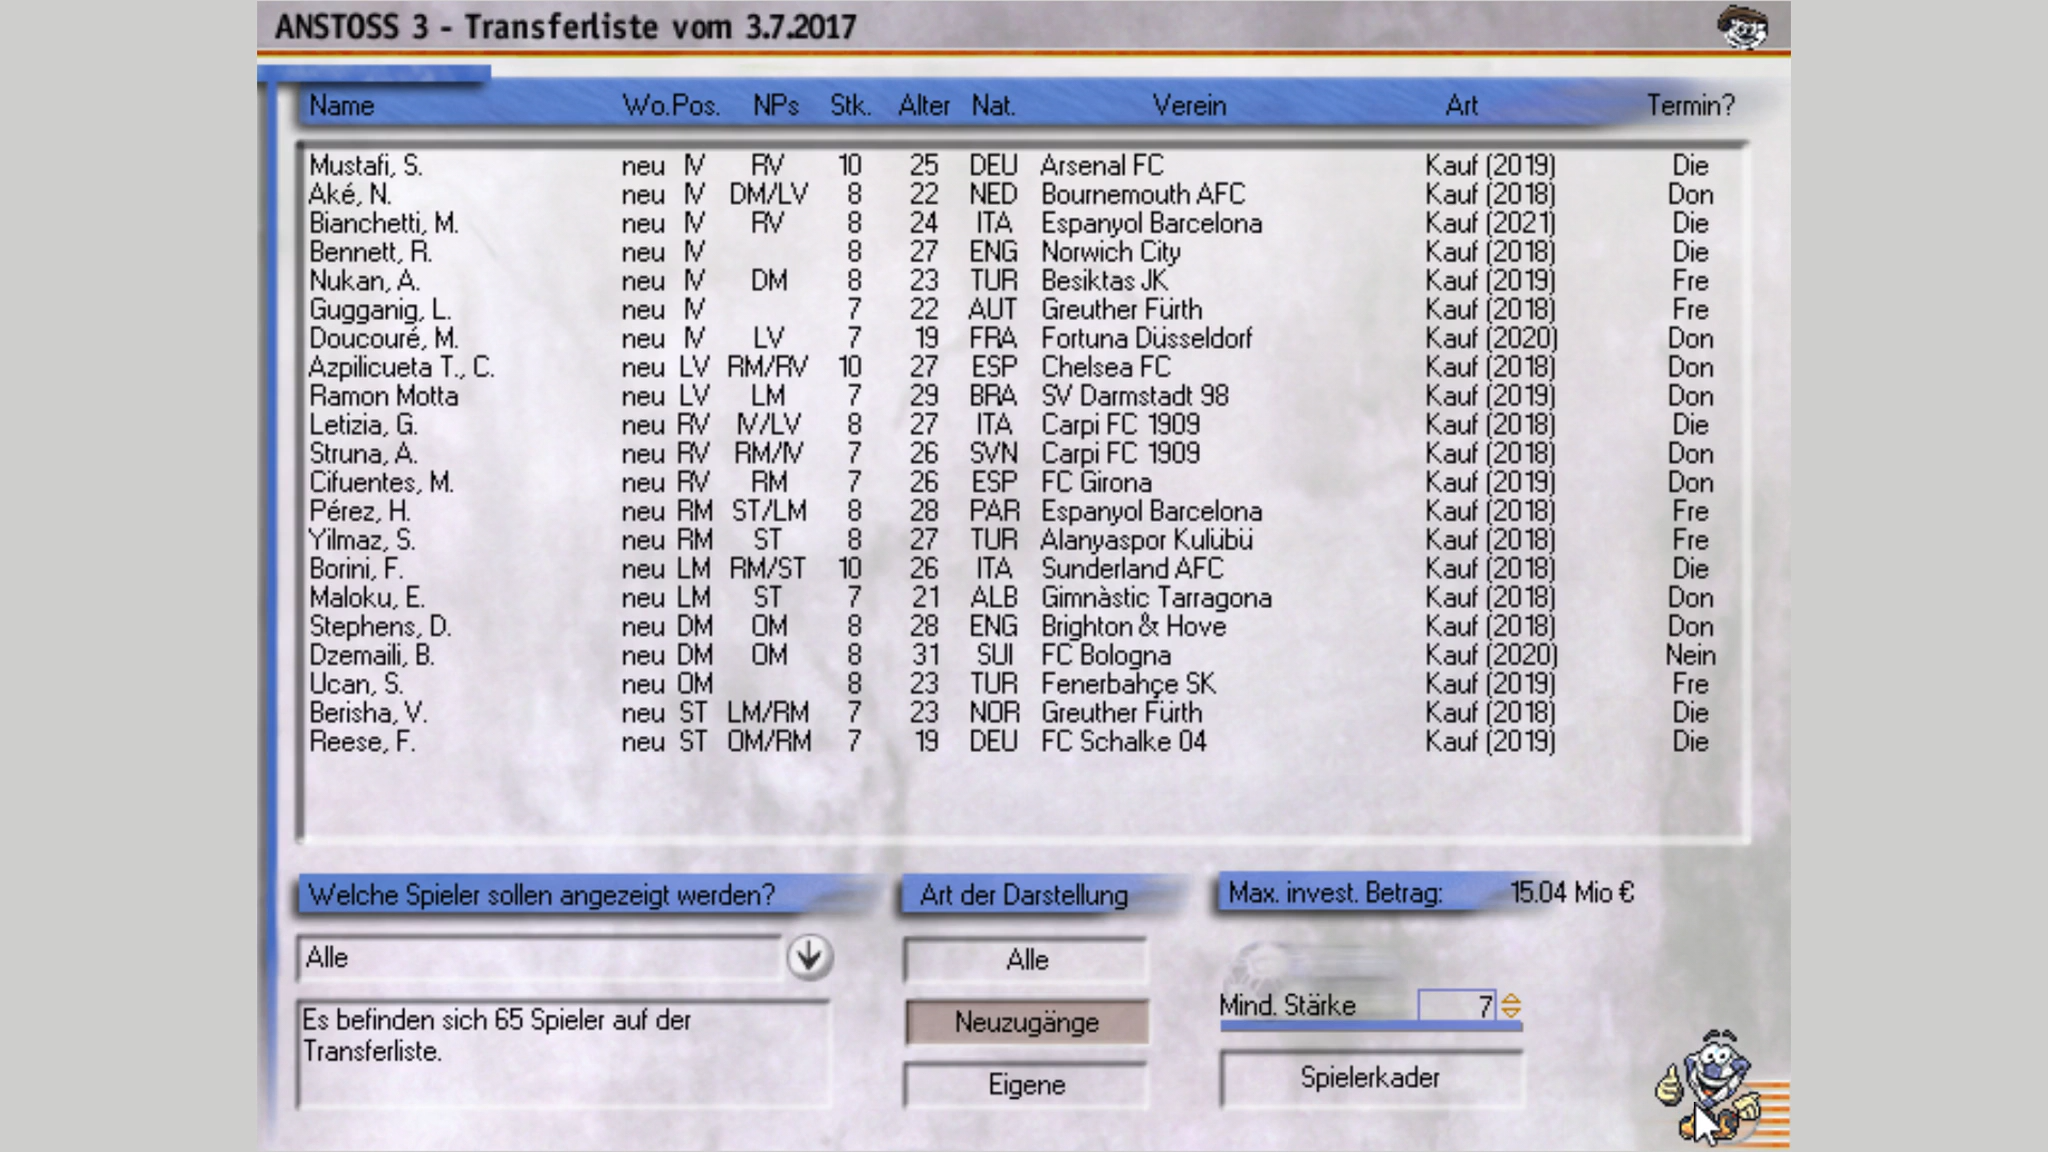 ANSTOSS 3 - Transferliste vom 3.7.2017
Name Wo. Pos. NPs Stk. Alter Nat. Verein Art Termin?
Mustafi, S. neu IV RV 10 25 DEU Arsenal FC Kauf (2019) Die
Aké, N. neu IV DM/LV 8 22 NED Bournemouth AFC Kauf (2018) Don
Bianchetti, M. neu IV RV 8 24 ITA Espanyol Barcelona Kauf (2021) Die
Bennett, R. neu IV 8 27 ENG Norwich City Kauf (2018) Die
Nukan, A. neu IV DM 8 23 TUR Besiktas JK Kauf (2019) Fre
Gugganig, L. neu IV 7 22 AUT Greuther Fürth Kauf (2018) Fre
Doucouré, M. neu IV LV 7 19 FRA Fortuna Düsseldorf Kauf (2020) Don
Azpilicueta T., C. neu LV RM/RV 10 27 ESP Chelsea FC Kauf (2018) Don
Ramon Motta neu LV LM 7 29 BRA SV Darmstadt 98 Kauf (2019) Don
Letizia, G. neu RV IV/LV 8 27 ITA Carpi FC 1909 Kauf (2018) Die
Struna, A. neu RV RM/IV 7 26 SVN Carpi FC 1909 Kauf (2018) Don
Cifuentes, M. neu RV RM 7 26 ESP FC Girona Kauf (2019) Don
Pérez, H. neu RM ST/LM 8 28 PAR Espanyol Barcelona Kauf (2018) Fre
Yilmaz, S. neu RM ST 8 27 TUR Alanyaspor Kulübü Kauf (2018) Fre
Borini, F. neu LM RM/ST 10 26 ITA Sunderland AFC Kauf (2018) Die
Maloku, E. neu LM ST 7 21 ALB Gimnàstic Tarragona Kauf (2018) Don
Stephens, D. neu DM OM 8 28 ENG Brighton & Hove Kauf (2018) Don
Dzemaili, B. neu DM OM 8 31 SUI FC Bologna Kauf (2020) Nein
Ucan, S. neu OM 8 23 TUR Fenerbahçe SK Kauf (2019) Fre
Berisha, V. neu ST LM/RM 7 23 NOR Greuther Fürth Kauf (2018) Die
Reese, F. neu ST OM/RM 7 19 DEU FC Schalke 04 Kauf (2019) Die
Welche Spieler sollen angezeigt werden? Art der Darstellung Max. invest. Betrag: 15.04 Mio €
Alle Alle
Mind. Stärke 7
Es befinden sich 65 Spieler auf der Neuzugänge
Transferliste.
Eigene Spielerkader